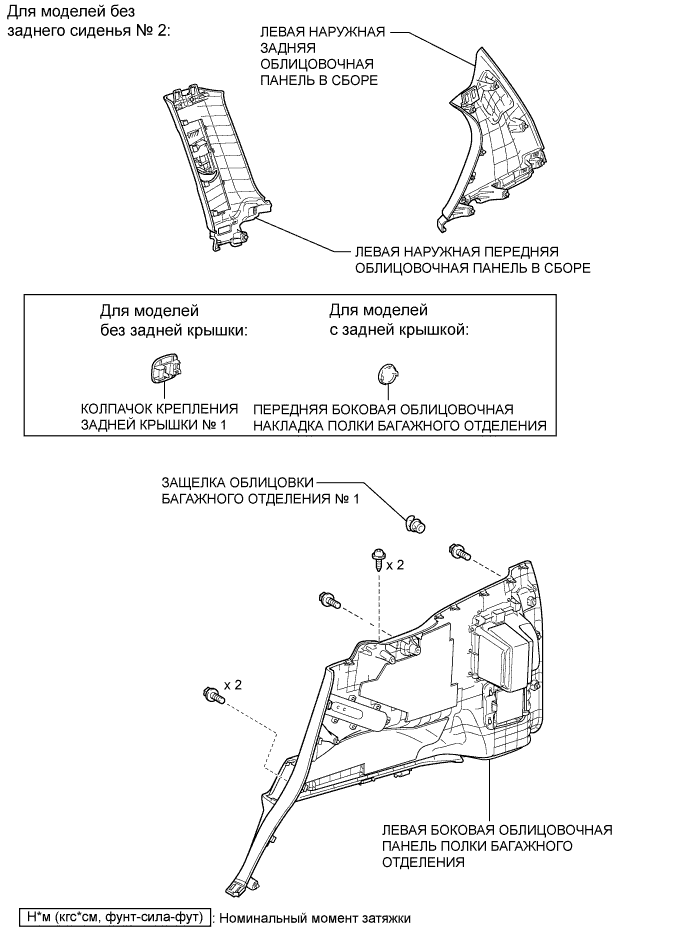 Для моделей без
заднего сиденья № 2:
ЛЕВАЯ НАРУЖНАЯ
ЗАДНЯЯ
ОБЛИЦОВОЧНАЯ
ПАНЕЛЬ В СБОРЕ
ЛЕВАЯ НАРУЖНАЯ ПЕРЕДНЯЯ
ОБЛИЦОВОЧНАЯ ПАНЕЛЬ В СБОРЕ
Для моделей
без задней крышки:
КОЛПАЧОК КРЕПЛЕНИЯ
ЗАДНЕЙ КРЫШКИ № 1
Для моделей
с задней крышкой:
ПЕРЕДНЯЯ БОКОВАЯ ОБЛИЦОВОЧНАЯ
НАКЛАДКА ПОЛКИ БАГАЖНОГО ОТДЕЛЕНИЯ
ЗАЩЕЛКА ОБЛИЦОВКИ
БАГАЖНОГО ОТДЕЛЕНИЯ № 1
x 2
x 2
ЛЕВАЯ БОКОВАЯ ОБЛИЦОВОЧНАЯ
ПАНЕЛЬ ПОЛКИ БАГАЖНОГО
ОТДЕЛЕНИЯ
Н*м (кгс*см, фунт-сила-фут) : Номинальный момент затяжки